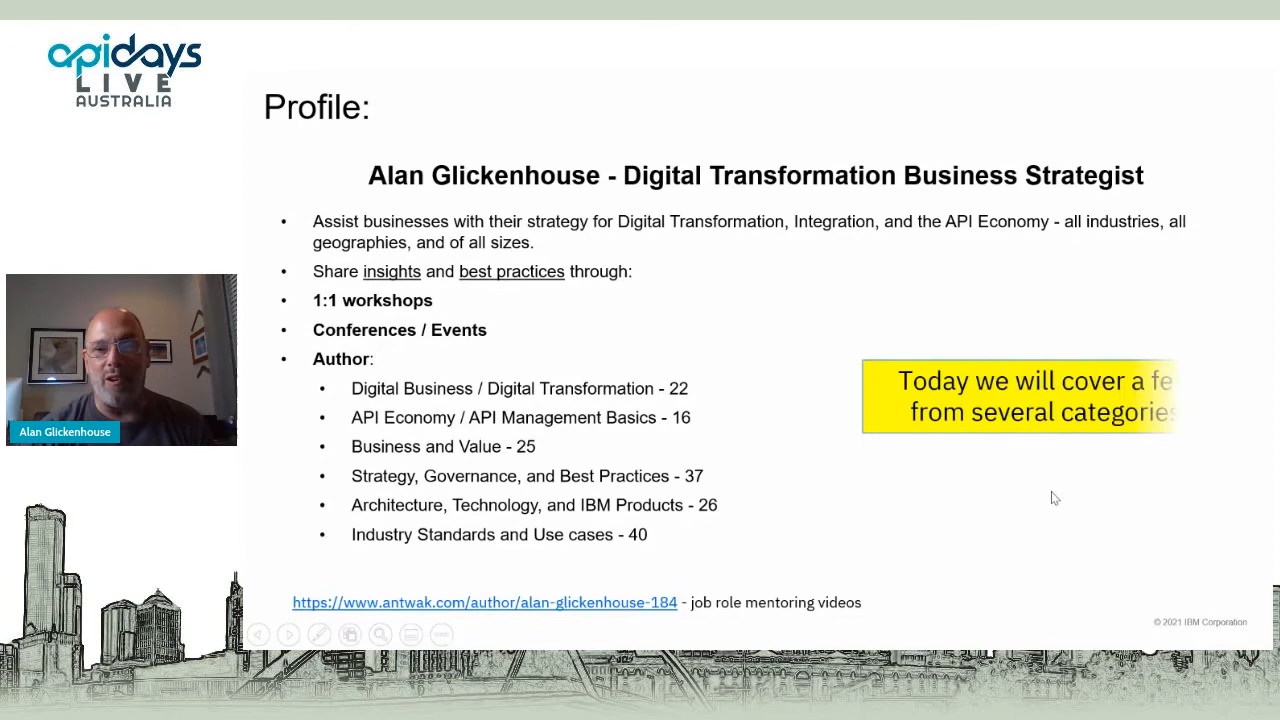 apidays
LIVE
AUSTRALIA
Profile:
Alan Glickenhouse - Digital Transformation Business Strategist
• Assist businesses with their strategy for Digital Transformation, Integration, and the API Economy - all industries, all
geographies, and of all sizes.
• Share insights and best practices through:
• 1:1 workshops
• Conferences / Events
• Author:
• Digital Business / Digital Transformation - 22
• API Economy / API Management Basics - 16
• Business and Value - 25
• Strategy, Governance, and Best Practices - 37
• Architecture, Technology, and IBM Products - 26
• Industry Standards and Use cases - 40
Today we will cover a fe
from several categories
Alan Glickenhouse
https://www.antwak.com/author/alan-glickenhouse-184 - job role mentoring videos
© 2021 IBM Corporation